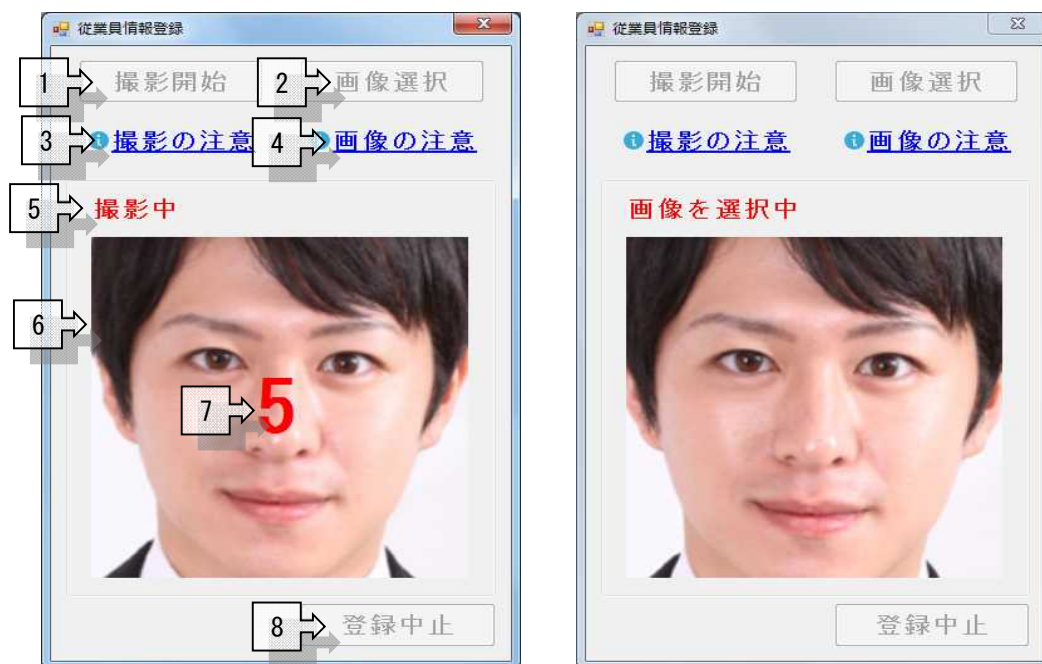 従業員情報登録
1 撮影開始 2 画像選択
3 撮影の注意 4 画像の注意
5 撮影中
6
7 5
8 登録中止
従業員情報登録
撮影開始 画像選択
撮影の注意 画像の注意
画像を選択中
登録中止